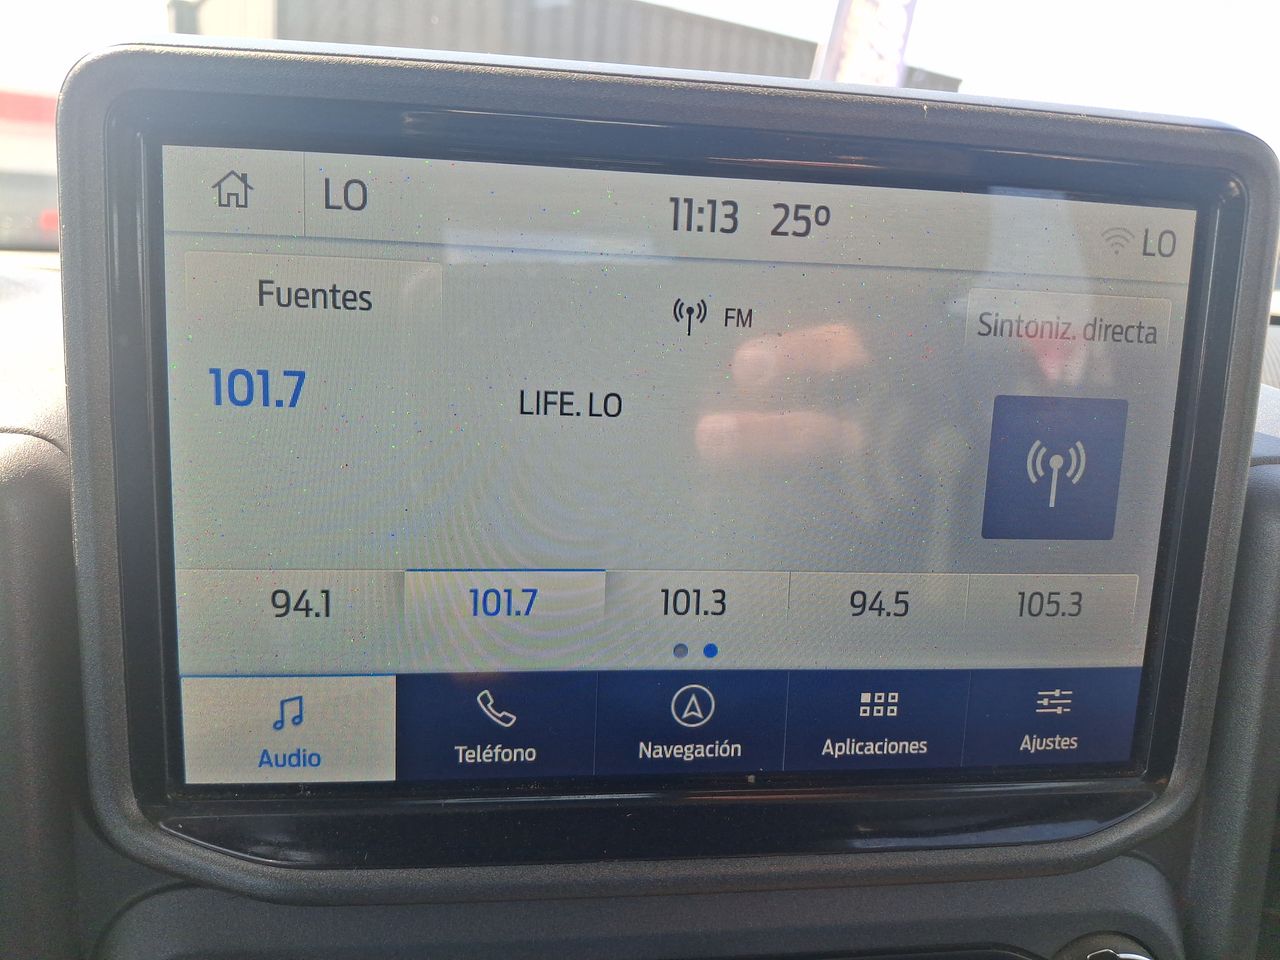 LO
11:13 25º
LO
Fuentes
FM
Sintoniz. directa
101.7
LIFE. LO
94.1
101.7
101.3
94.5
105.3
Audio
Teléfono
Navegación
Aplicaciones
Ajustes